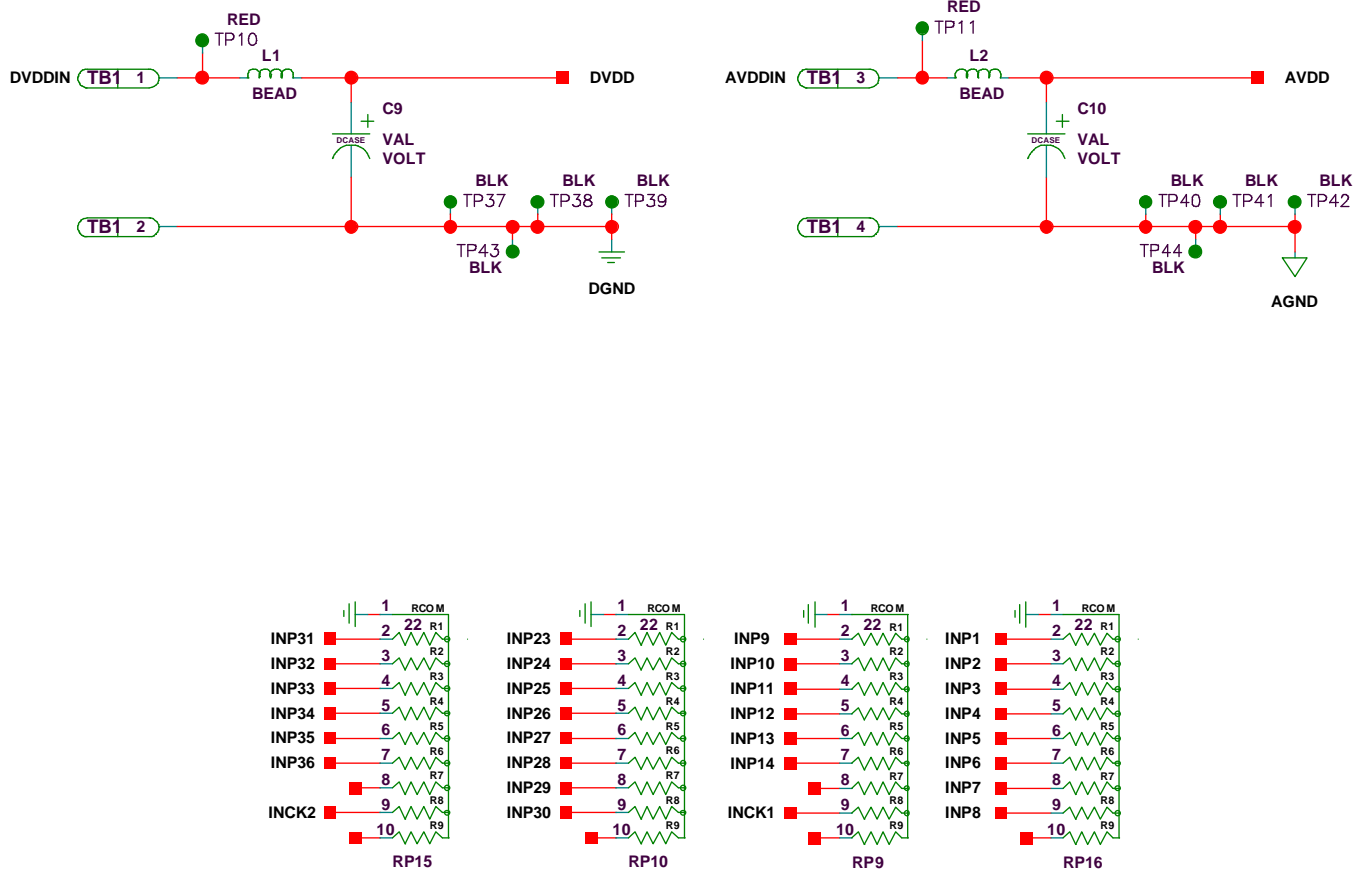 RED
TP10
L1
DVDDIN TB1 1
BEAD
DVDD
C9
+
DCASE
VAL
VOLT
BLK
TP37
BLK
TP38
BLK
TP39
TB1 2
TP43
BLK
DGND
RED
TP11
L2
AVDDIN TB1 3
BEAD
AVDD
C10
+
DCASE
VAL
VOLT
BLK
TP40
BLK
TP41
BLK
TP42
TB1 4
TP44
BLK
AGND
1 RCOM
22
INP31 2 R1
INP32 3 R2
INP33 4 R3
INP34 5 R4
INP35 6 R5
INP36 7 R6
8 R7
INCK2 9 R8
10 R9
RP15
1 RCOM
22
INP23 2 R1
INP24 3 R2
INP25 4 R3
INP26 5 R4
INP27 6 R5
INP28 7 R6
INP29 8 R7
INP30 9 R8
10 R9
RP10
1 RCOM
22
INP9 2 R1
INP10 3 R2
INP11 4 R3
INP12 5 R4
INP13 6 R5
INP14 7 R6
8 R7
INCK1 9 R8
10 R9
RP9
1 RCOM
22
INP1 2 R1
INP2 3 R2
INP3 4 R3
INP4 5 R4
INP5 6 R5
INP6 7 R6
INP7 8 R7
INP8 9 R8
10 R9
RP16